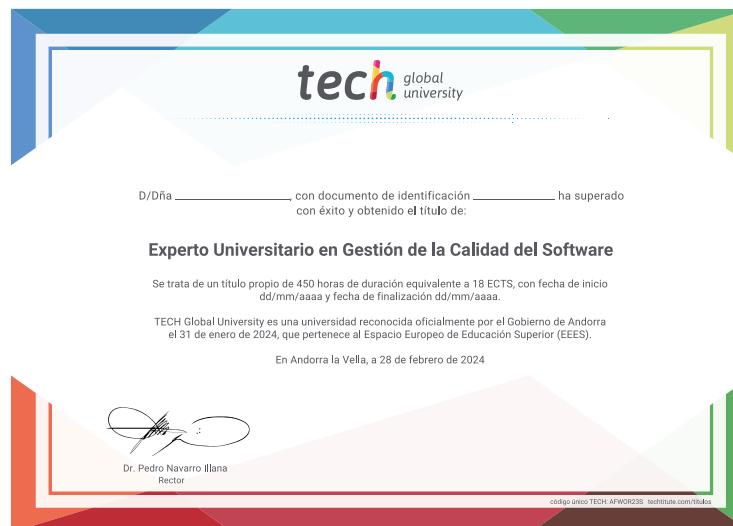 tech global university
D/Dña ____________________, con documento de identificación ______________ ha superado
con éxito y obtenido el título de:
Experto Universitario en Gestión de la Calidad del Software
Se trata de un título propio de 450 horas de duración equivalente a 18 ECTS, con fecha de inicio
dd/mm/aaaa y fecha de finalización dd/mm/aaaa.
TECH Global University es una universidad reconocida oficialmente por el Gobierno de Andorra
el 31 de enero de 2024, que pertenece al Espacio Europeo de Educación Superior (EEES).
En Andorra la Vella, a 28 de febrero de 2024
Dr. Pedro Navarro Illana
Rector
código único TECH: AFWOR23S techtitute.com/titulos